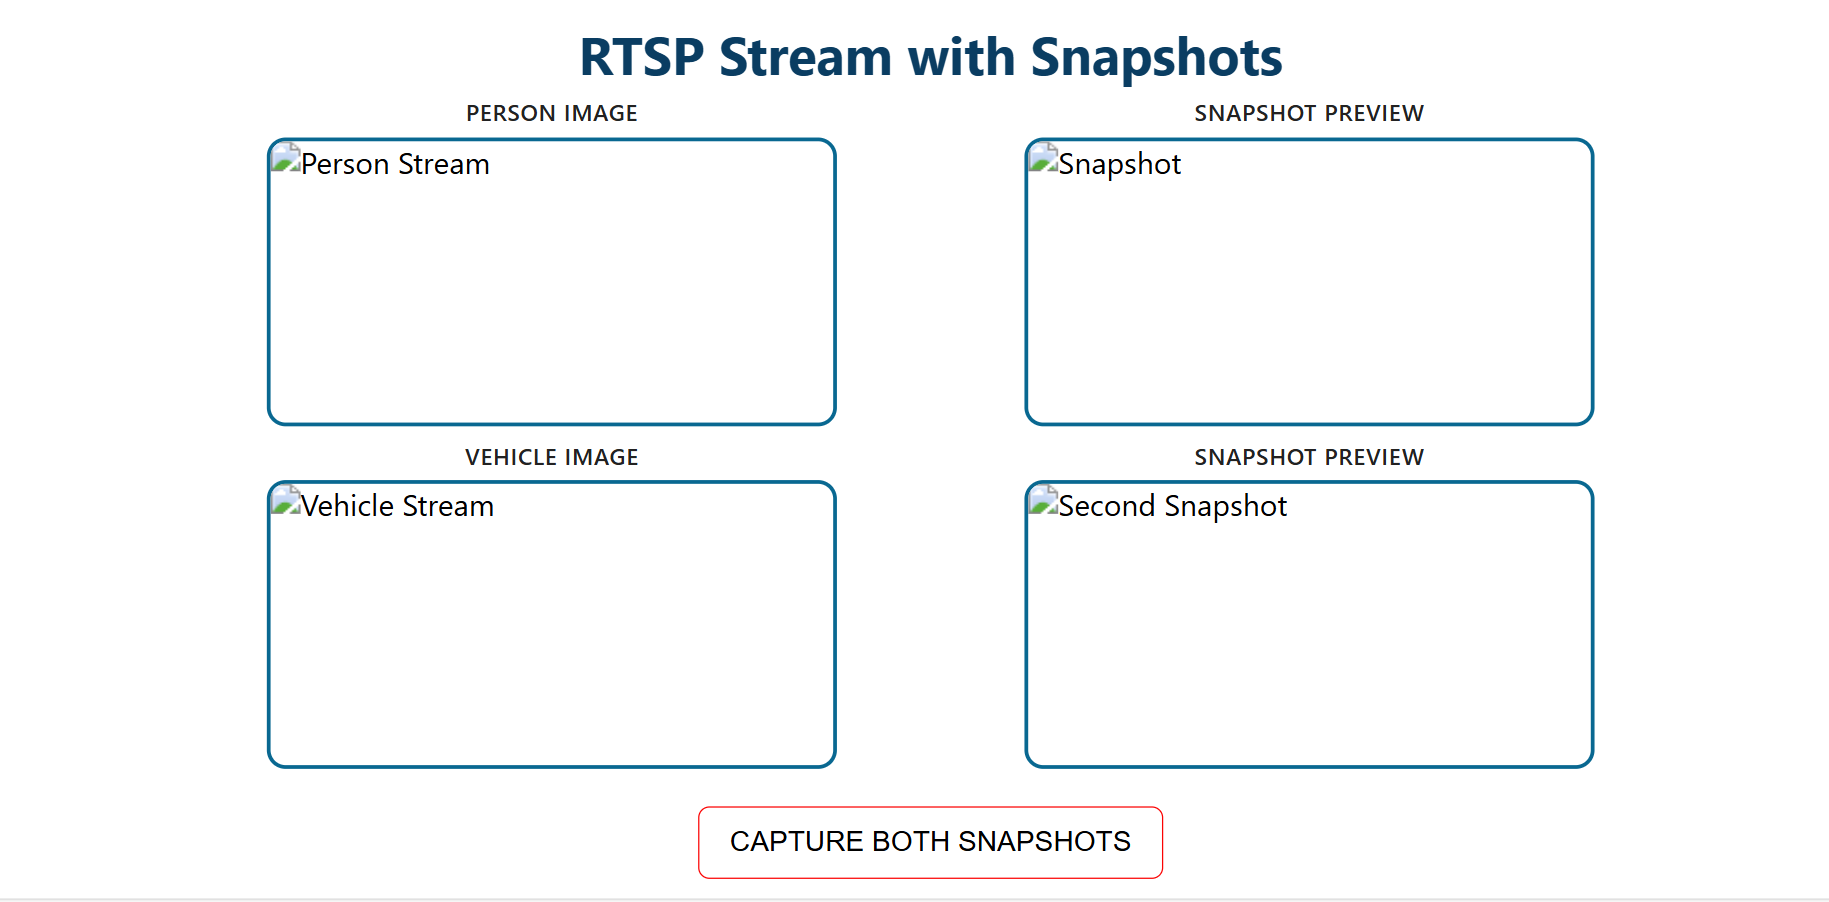 RTSP Stream with Snapshots
PERSON IMAGE
SNAPSHOT PREVIEW
Person Stream
Snapshot
VEHICLE IMAGE
SNAPSHOT PREVIEW
Vehicle Stream
Second Snapshot
CAPTURE BOTH SNAPSHOTS